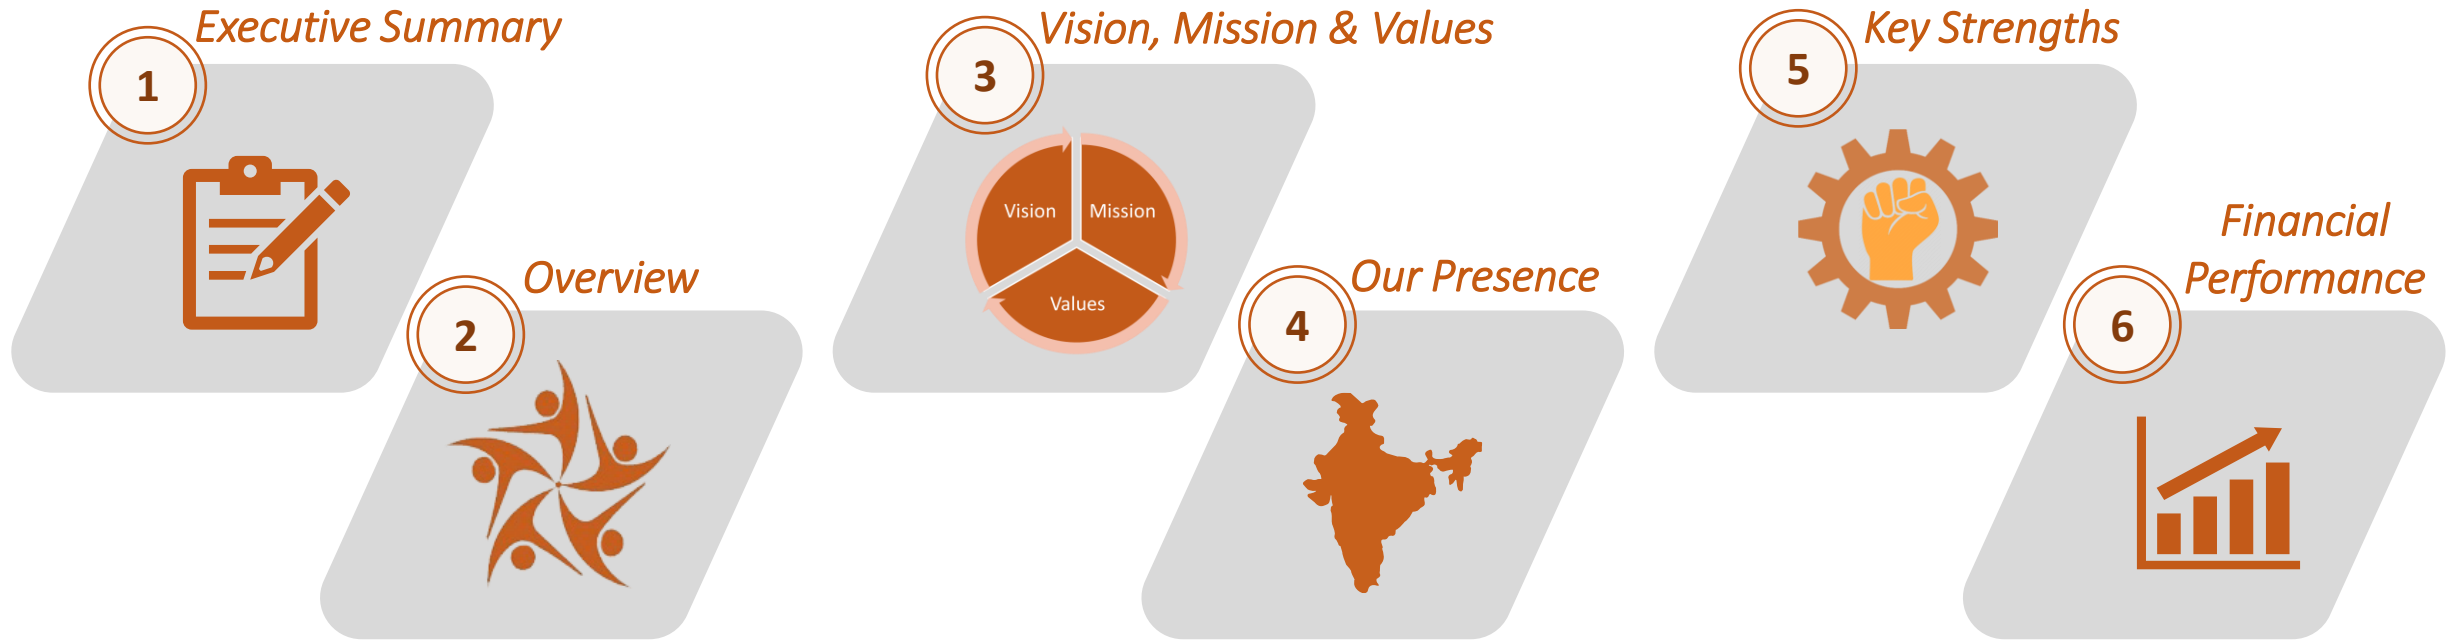 1
Executive Summary
2
Overview
3
Vision, Mission & Values
Vision
Mission
Values
4
Our Presence
5
Key Strengths
6
Financial
Performance